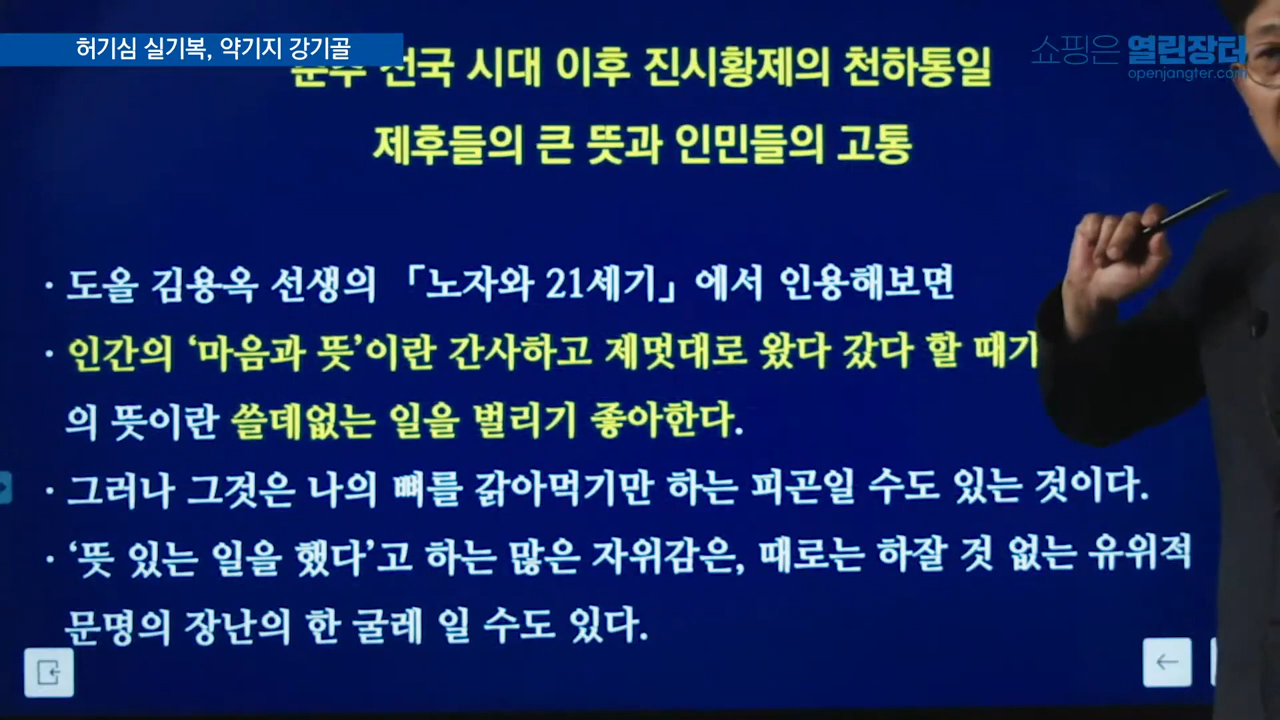 허기심 실기복, 약기지 강기골
쇼핑은 열린장터
openjangter.com
전국 시대 이후 진시황제의 천하통일
제후들의 큰 뜻과 인민들의 고통
· 도올 김용옥 선생의 「노자와 21세기」에서 인용해보면
· 인간의 ‘마음과 뜻’이란 간사하고 제멋대로 왔다 갔다 할 때가
의 뜻이란 쓸데없는 일을 벌리기 좋아한다.
· 그러나 그것은 나의 뼈를 갉아먹기만 하는 피곤일 수도 있는 것이다.
· ‘뜻 있는 일을 했다’고 하는 많은 자위감은, 때로는 하잘 것 없는 유위적
문명의 장난의 한 굴레 일 수도 있다.